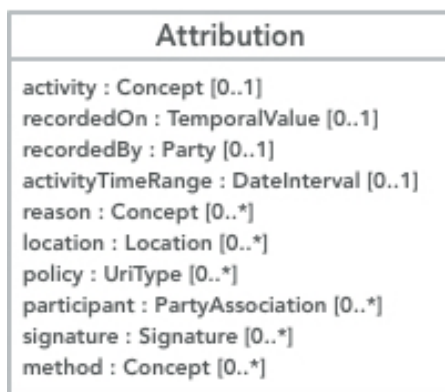 Attribution
activity : Concept [0..1]
recordedOn : TemporalValue [0..1]
recordedBy : Party [0..1]
activityTimeRange : DateInterval [0..1]
reason : Concept [0..*]
location : Location [0..*]
policy : UriType [0..*]
participant : PartyAssociation [0..*]
signature : Signature [0..*]
method : Concept [0..*]